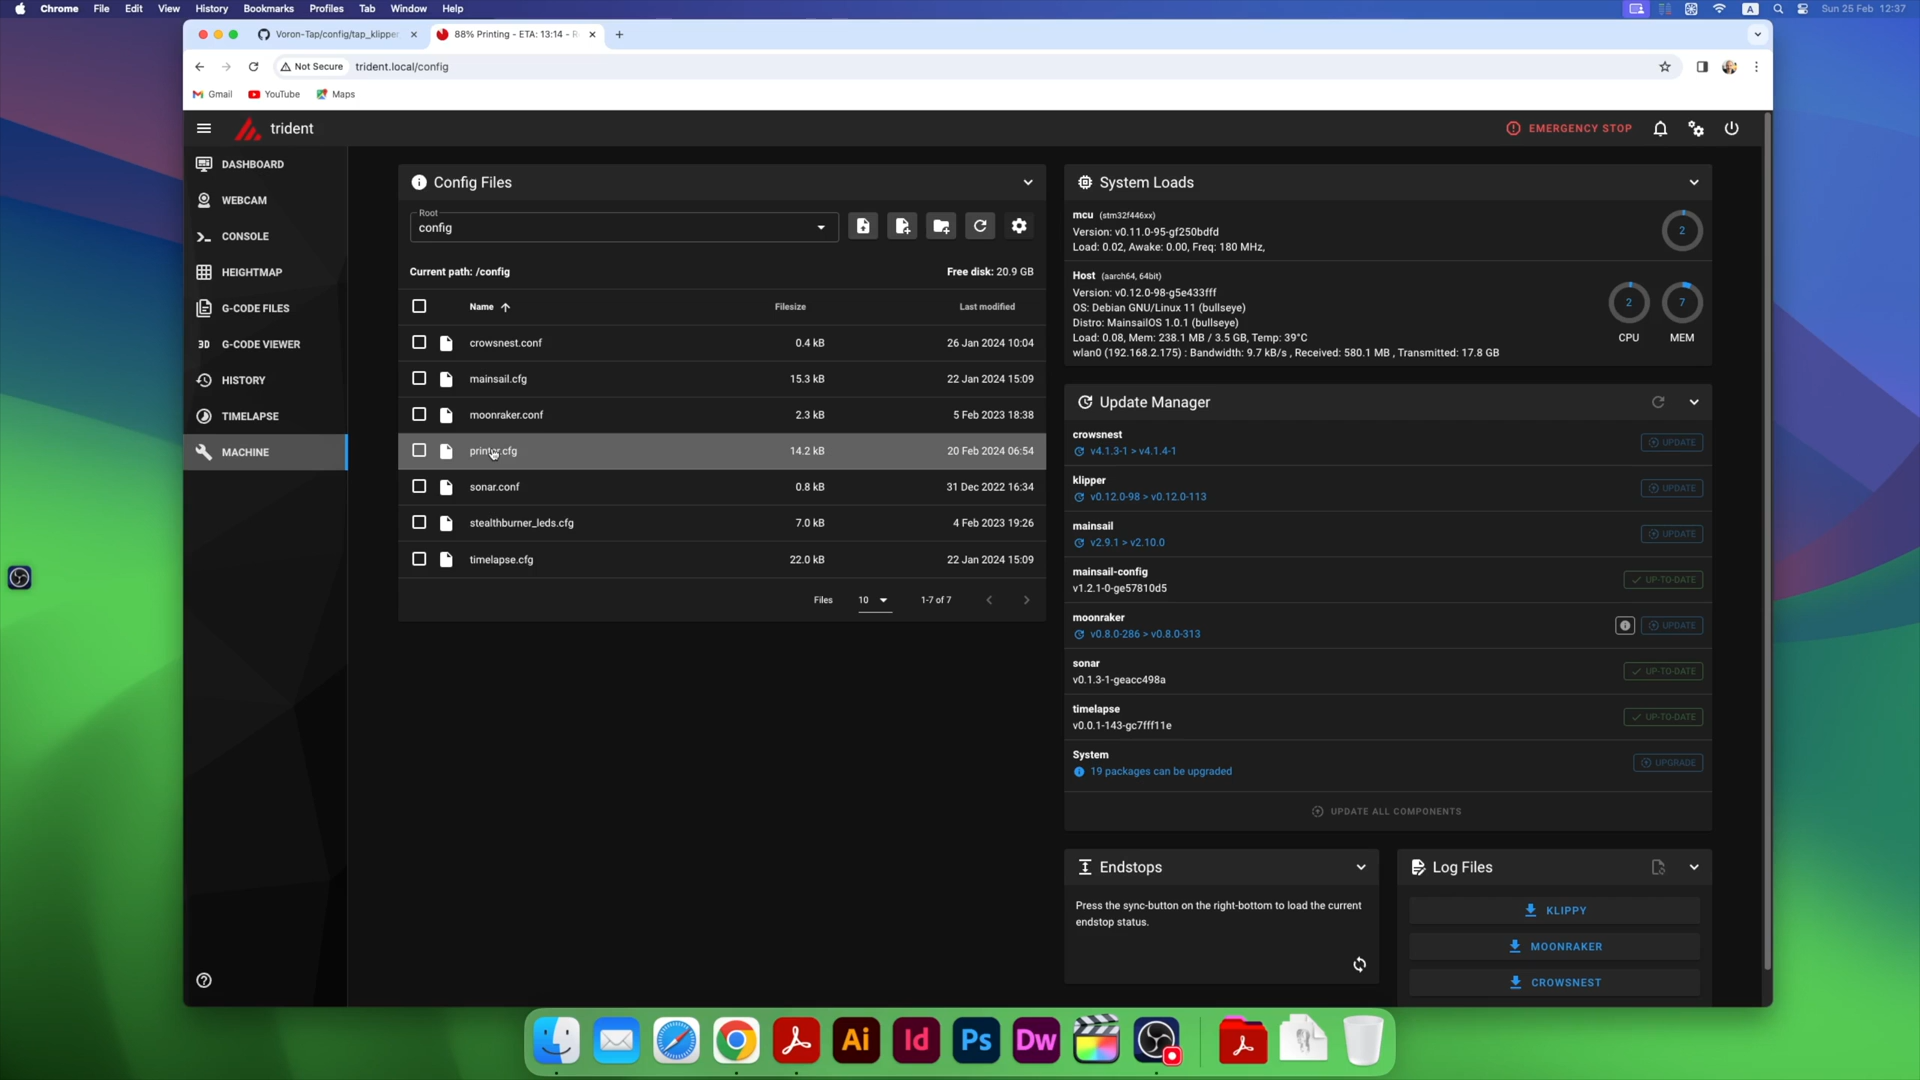 Chrome File Edit View History Bookmarks Profiles Tab Window Help
A Sun 25 Feb 12:37
Voron-Tap/config/tap_klipper
88% Printing - ETA: 13:14 -
Not Secure trident.local/config
Gmail YouTube Maps
trident
EMERGENCY STOP
DASHBOARD
WEBCAM
CONSOLE
HEIGHTMAP
G-CODE FILES
3D G-CODE VIEWER
HISTORY
TIMELAPSE
MACHINE
Config Files
Root
config
Current path: /config Free disk: 20.9 GB
Name Filesize Last modified
crowsnest.conf 0.4 kB 26 Jan 2024 10:04
mainsail.cfg 15.3 kB 22 Jan 2024 15:09
moonraker.conf 2.3 kB 5 Feb 2023 18:38
printer.cfg 14.2 kB 20 Feb 2024 06:54
sonar.conf 0.8 kB 31 Dec 2022 16:34
stealthburner_leds.cfg 7.0 kB 4 Feb 2023 19:26
timelapse.cfg 22.0 kB 22 Jan 2024 15:09
Files 10 1-7 of 7
System Loads
mcu (stm32f446xx)
Version: v0.11.0-95-gf250bdfd
Load: 0.02, Awake: 0.00, Freq: 180 MHz,
2
Host (aarch64, 64bit)
Version: v0.12.0-98-g5e433fff
OS: Debian GNU/Linux 11 (bullseye)
Distro: MainsailOS 1.0.1 (bullseye)
Load: 0.08, Mem: 238.1 MB / 3.5 GB, Temp: 39°C
wlan0 (192.168.2.175) : Bandwidth: 9.7 kB/s , Received: 580.1 MB , Transmitted: 17.8 GB
2 7
CPU MEM
Update Manager
crowsnest
v4.1.3-1 > v4.1.4-1 UPDATE
klipper
v0.12.0-98 > v0.12.0-113 UPDATE
mainsail
v2.9.1 > v2.10.0 UPDATE
mainsail-config
v1.2.1-0-ge57810d5 UP-TO-DATE
moonraker
v0.8.0-286 > v0.8.0-313 UPDATE
sonar
v0.1.3-1-geacc498a UP-TO-DATE
timelapse
v0.0.1-143-gc7fff11e UP-TO-DATE
System
19 packages can be upgraded UPGRADE
UPDATE ALL COMPONENTS
Endstops
Press the sync-button on the right-bottom to load the current
endstop status.
Log Files
KLIPPY
MOONRAKER
CROWSNEST
Ai Id Ps Dw